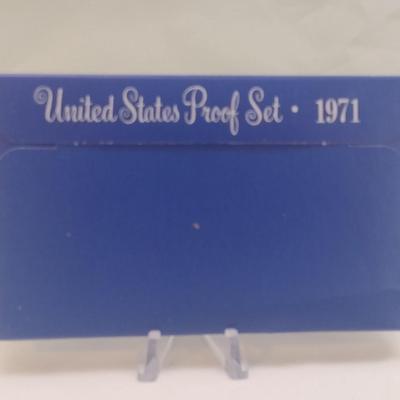 United States Proof Set · 1971